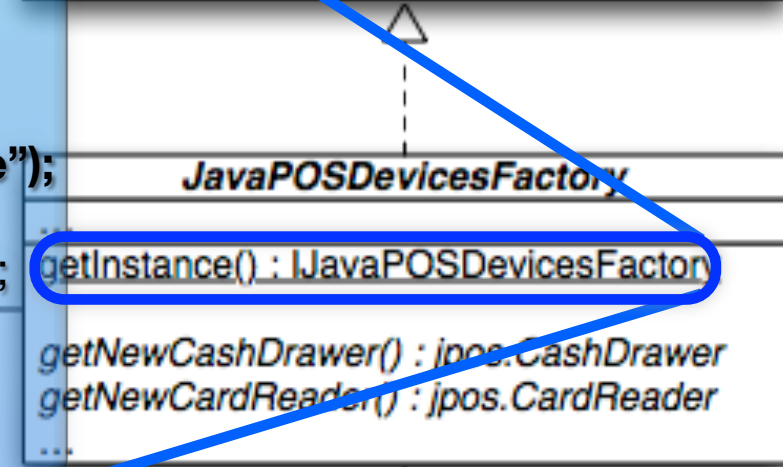 e”);
JavaPOSDevicesFactory
...
;
getInstance() : IJavaPOSDevicesFactory
getNewCashDrawer() : jpos.CashDrawer
getNewCardReader() : jpos.CardReader
...